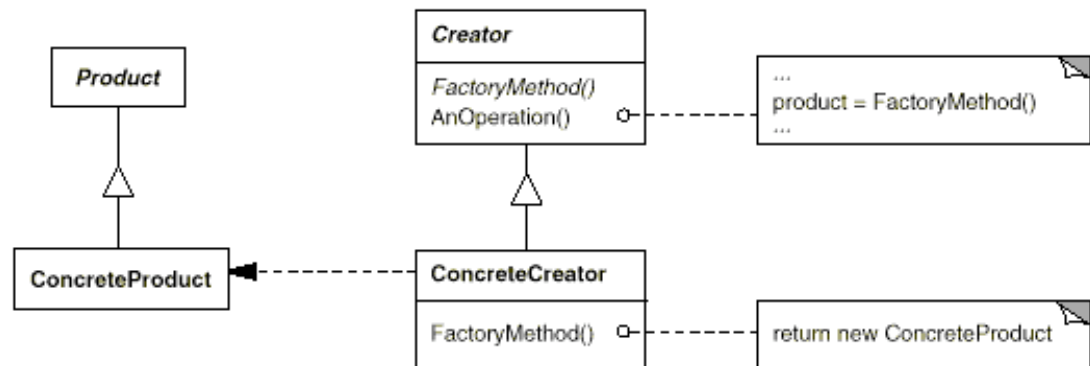 Product
ConcreteProduct
Creator
FactoryMethod()
AnOperation()
...
product = FactoryMethod()
...
ConcreteCreator
FactoryMethod()
return new ConcreteProduct